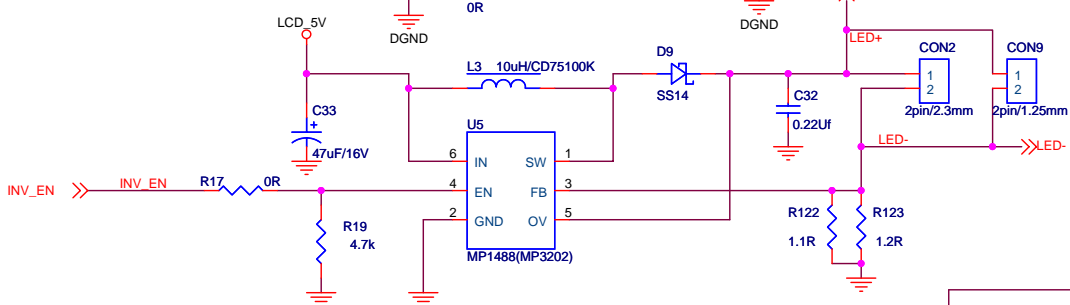 0R
DGND
DGND
LCD_5V
LED+
CON2
CON9
D9
L3 10uH/CD75100K
SS14
1
2
1
2
C32
0.22Uf
2pin/2.3mm
2pin/1.25mm
C33
+
47uF/16V
U5
6 IN SW 1
LED-
LED-
INV_EN
INV_EN
R17 0R
4 EN FB 3
2 GND OV 5
R19
4.7k
R122
1.1R
R123
1.2R
MP1488(MP3202)